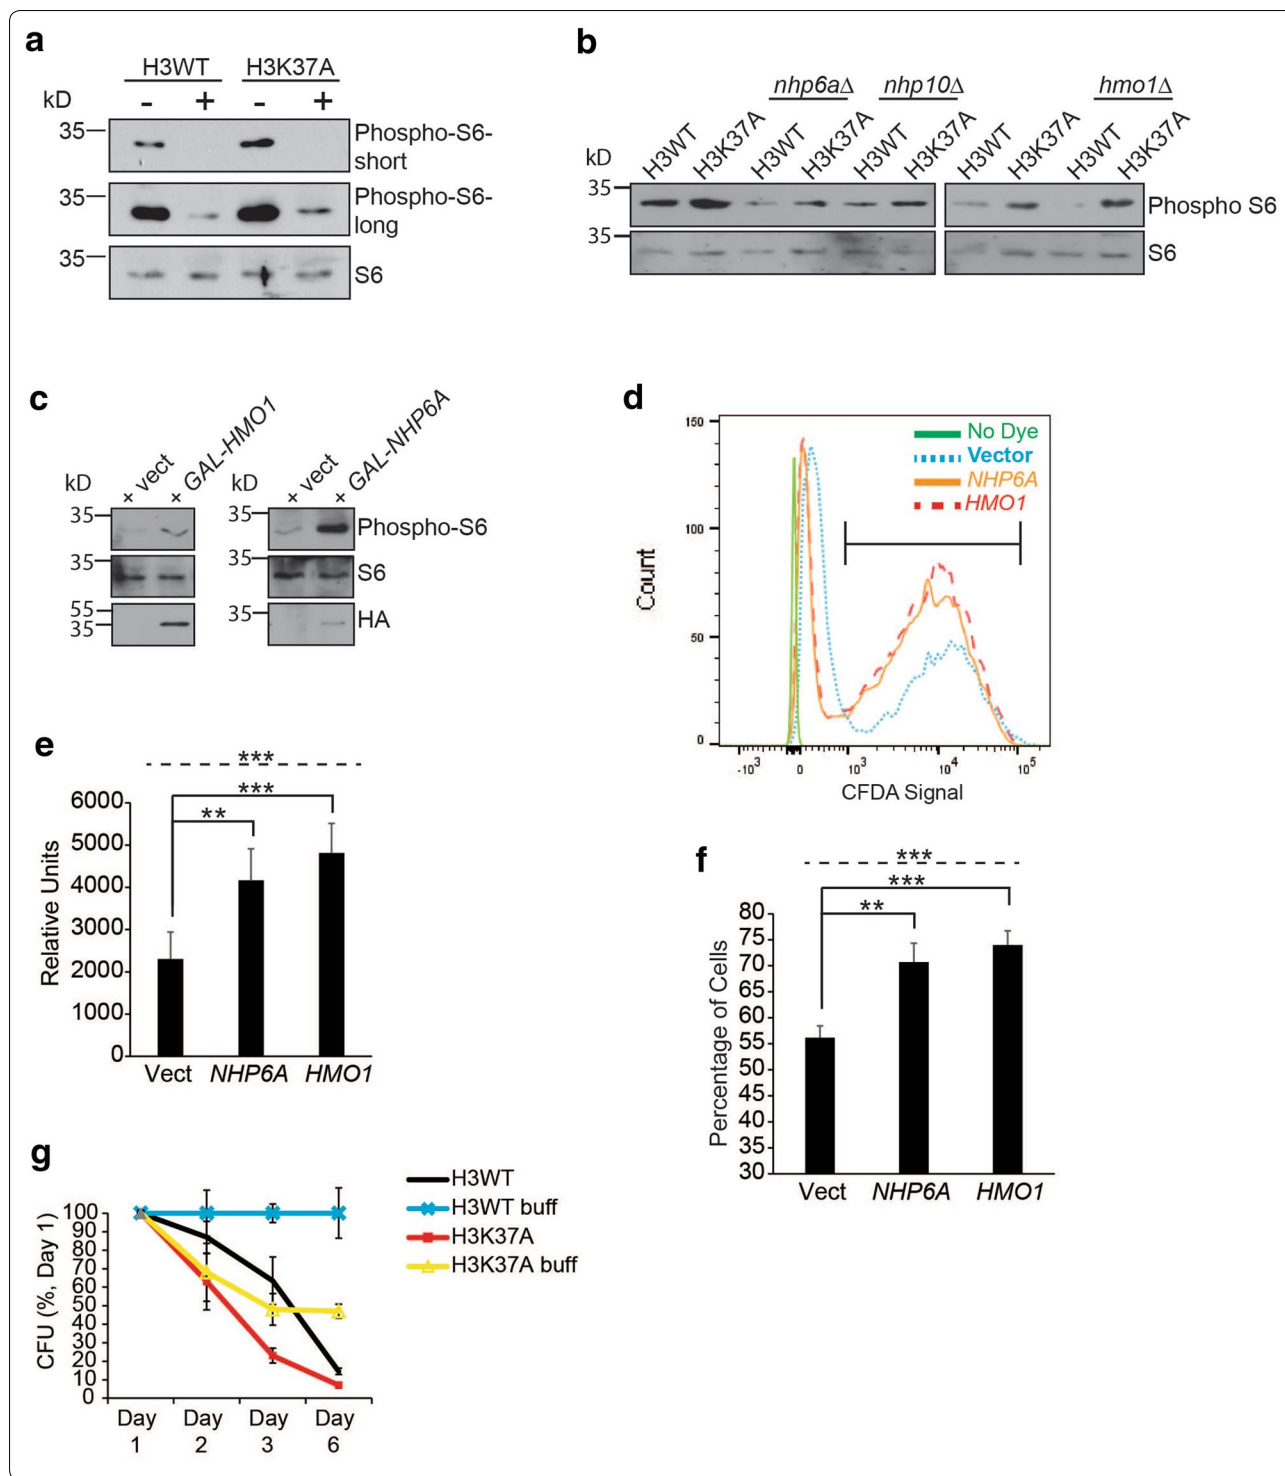 a
H3WT H3K37A
kD - + - +
35 Phospho-S6-
short
35 Phospho-S6-
long
35 S6
b
nhp6aΔ nhp10Δ hmo1Δ
H3WT H3K37A H3WT H3K37A H3WT H3K37A H3WT H3K37A H3WT H3K37A
kD
35 Phospho S6
35 S6
c
+ vect + GAL-HMO1 + vect + GAL-NHP6A
kD kD
35 35 Phospho-S6
35 35 S6
55
35 35 HA
d
150
100
50
0
Count
No Dye
Vector
NHP6A
HMO1
-10³ 0 10³ 10⁴ 10⁵
CFDA Signal
e
***
***
**
6000
5000
4000
3000
2000
1000
0
Relative Units
Vect NHP6A HMO1
f
***
***
**
80
75
70
65
60
55
50
45
40
35
30
Percentage of Cells
Vect NHP6A HMO1
g
H3WT
H3WT buff
H3K37A
H3K37A buff
100
90
80
70
60
50
40
30
20
10
0
CFU (%, Day 1)
Day Day Day Day
1 2 3 6